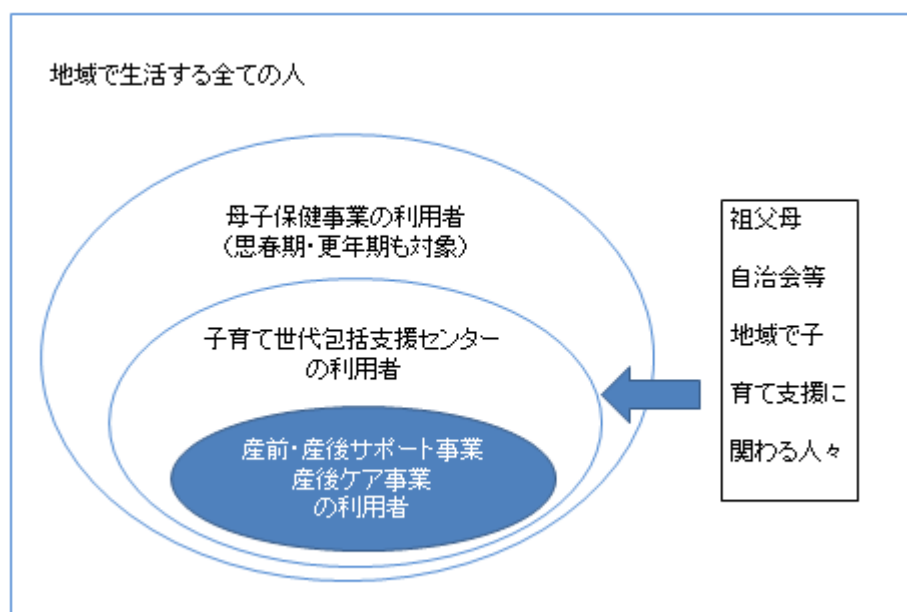 地域で生活する全ての人
母子保健事業の利用者
（思春期・更年期も対象）
子育て世代包括支援センター
の利用者
産前・産後サポート事業
産後ケア事業
の利用者
祖父母
自治会等
地域で子
育て支援に
関わる人々